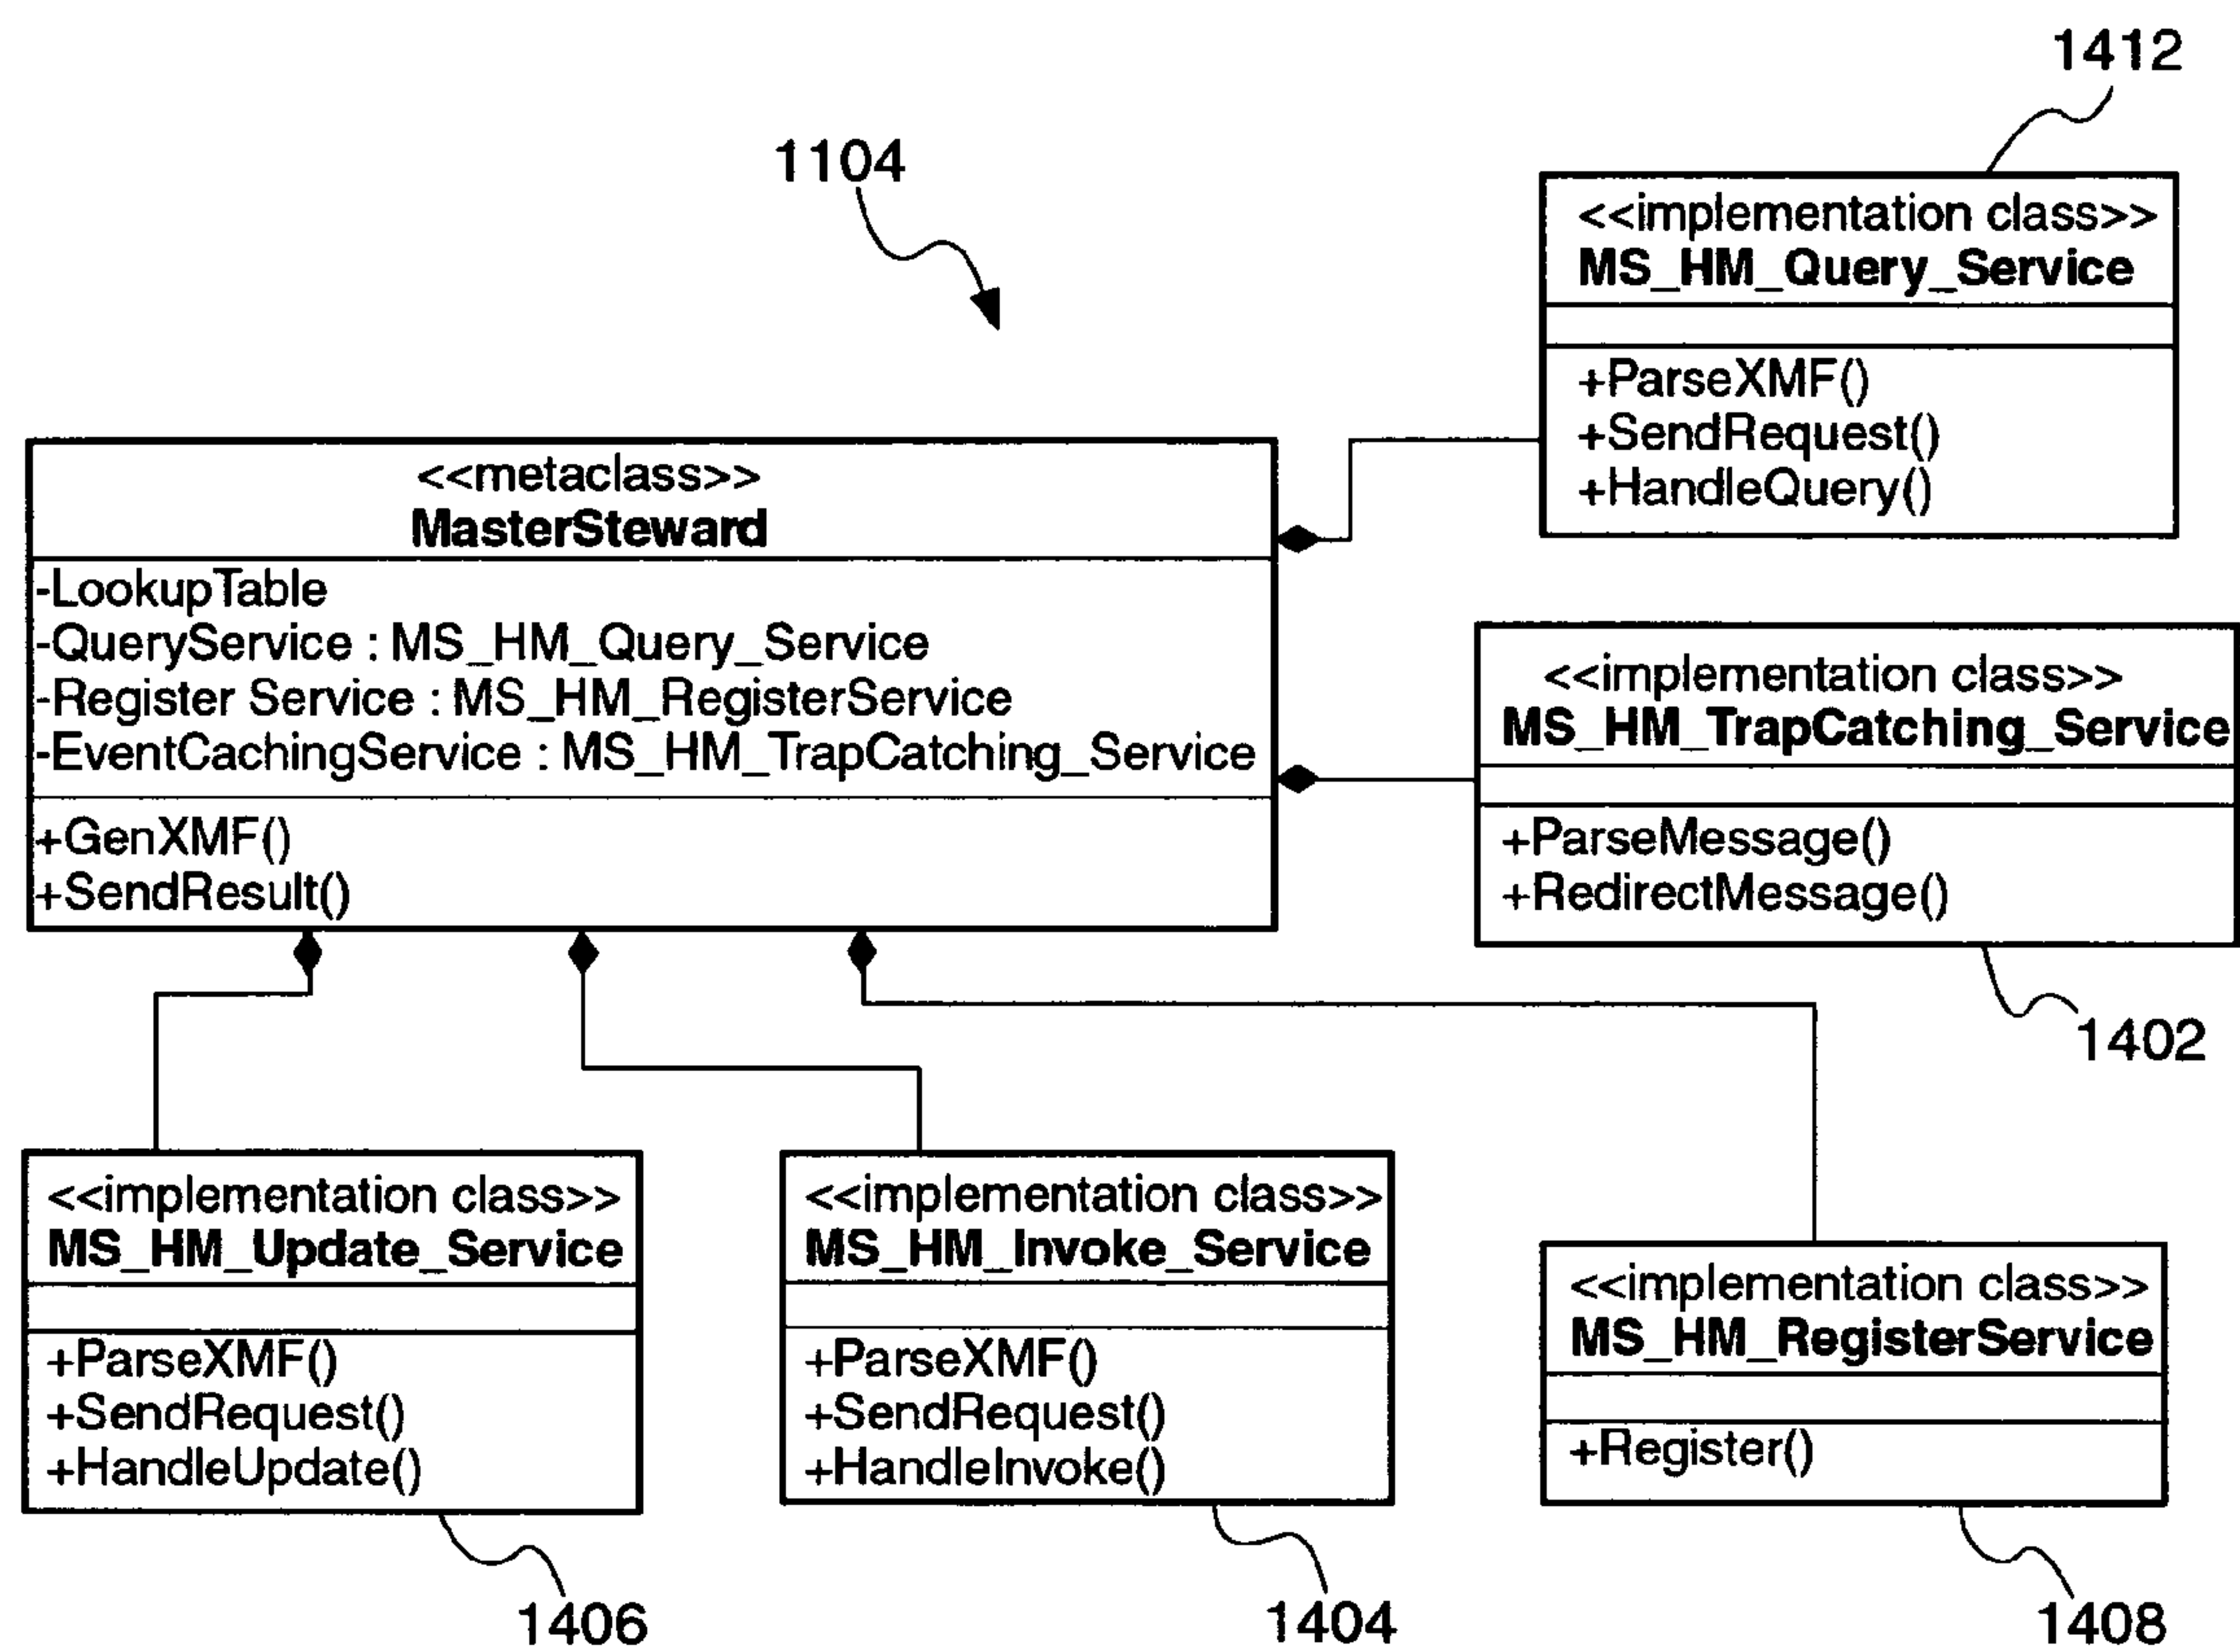 1412
1104
<<implementation class>>
MS_HM_Query_Service
+ParseXMF()
+SendRequest()
+HandleQuery()
<<metaclass>>
MasterSteward
-LookupTable
-QueryService : MS_HM_Query_Service
-Register Service : MS_HM_RegisterService
-EventCachingService : MS_HM_TrapCatching_Service
+GenXMF()
+SendResult()
<<implementation class>>
MS_HM_TrapCatching_Service
+ParseMessage()
+RedirectMessage()
1402
<<implementation class>>
MS_HM_Update_Service
+ParseXMF()
+SendRequest()
+HandleUpdate()
1406
<<implementation class>>
MS_HM_Invoke_Service
+ParseXMF()
+SendRequest()
+HandleInvoke()
1404
<<implementation class>>
MS_HM_RegisterService
+Register()
1408